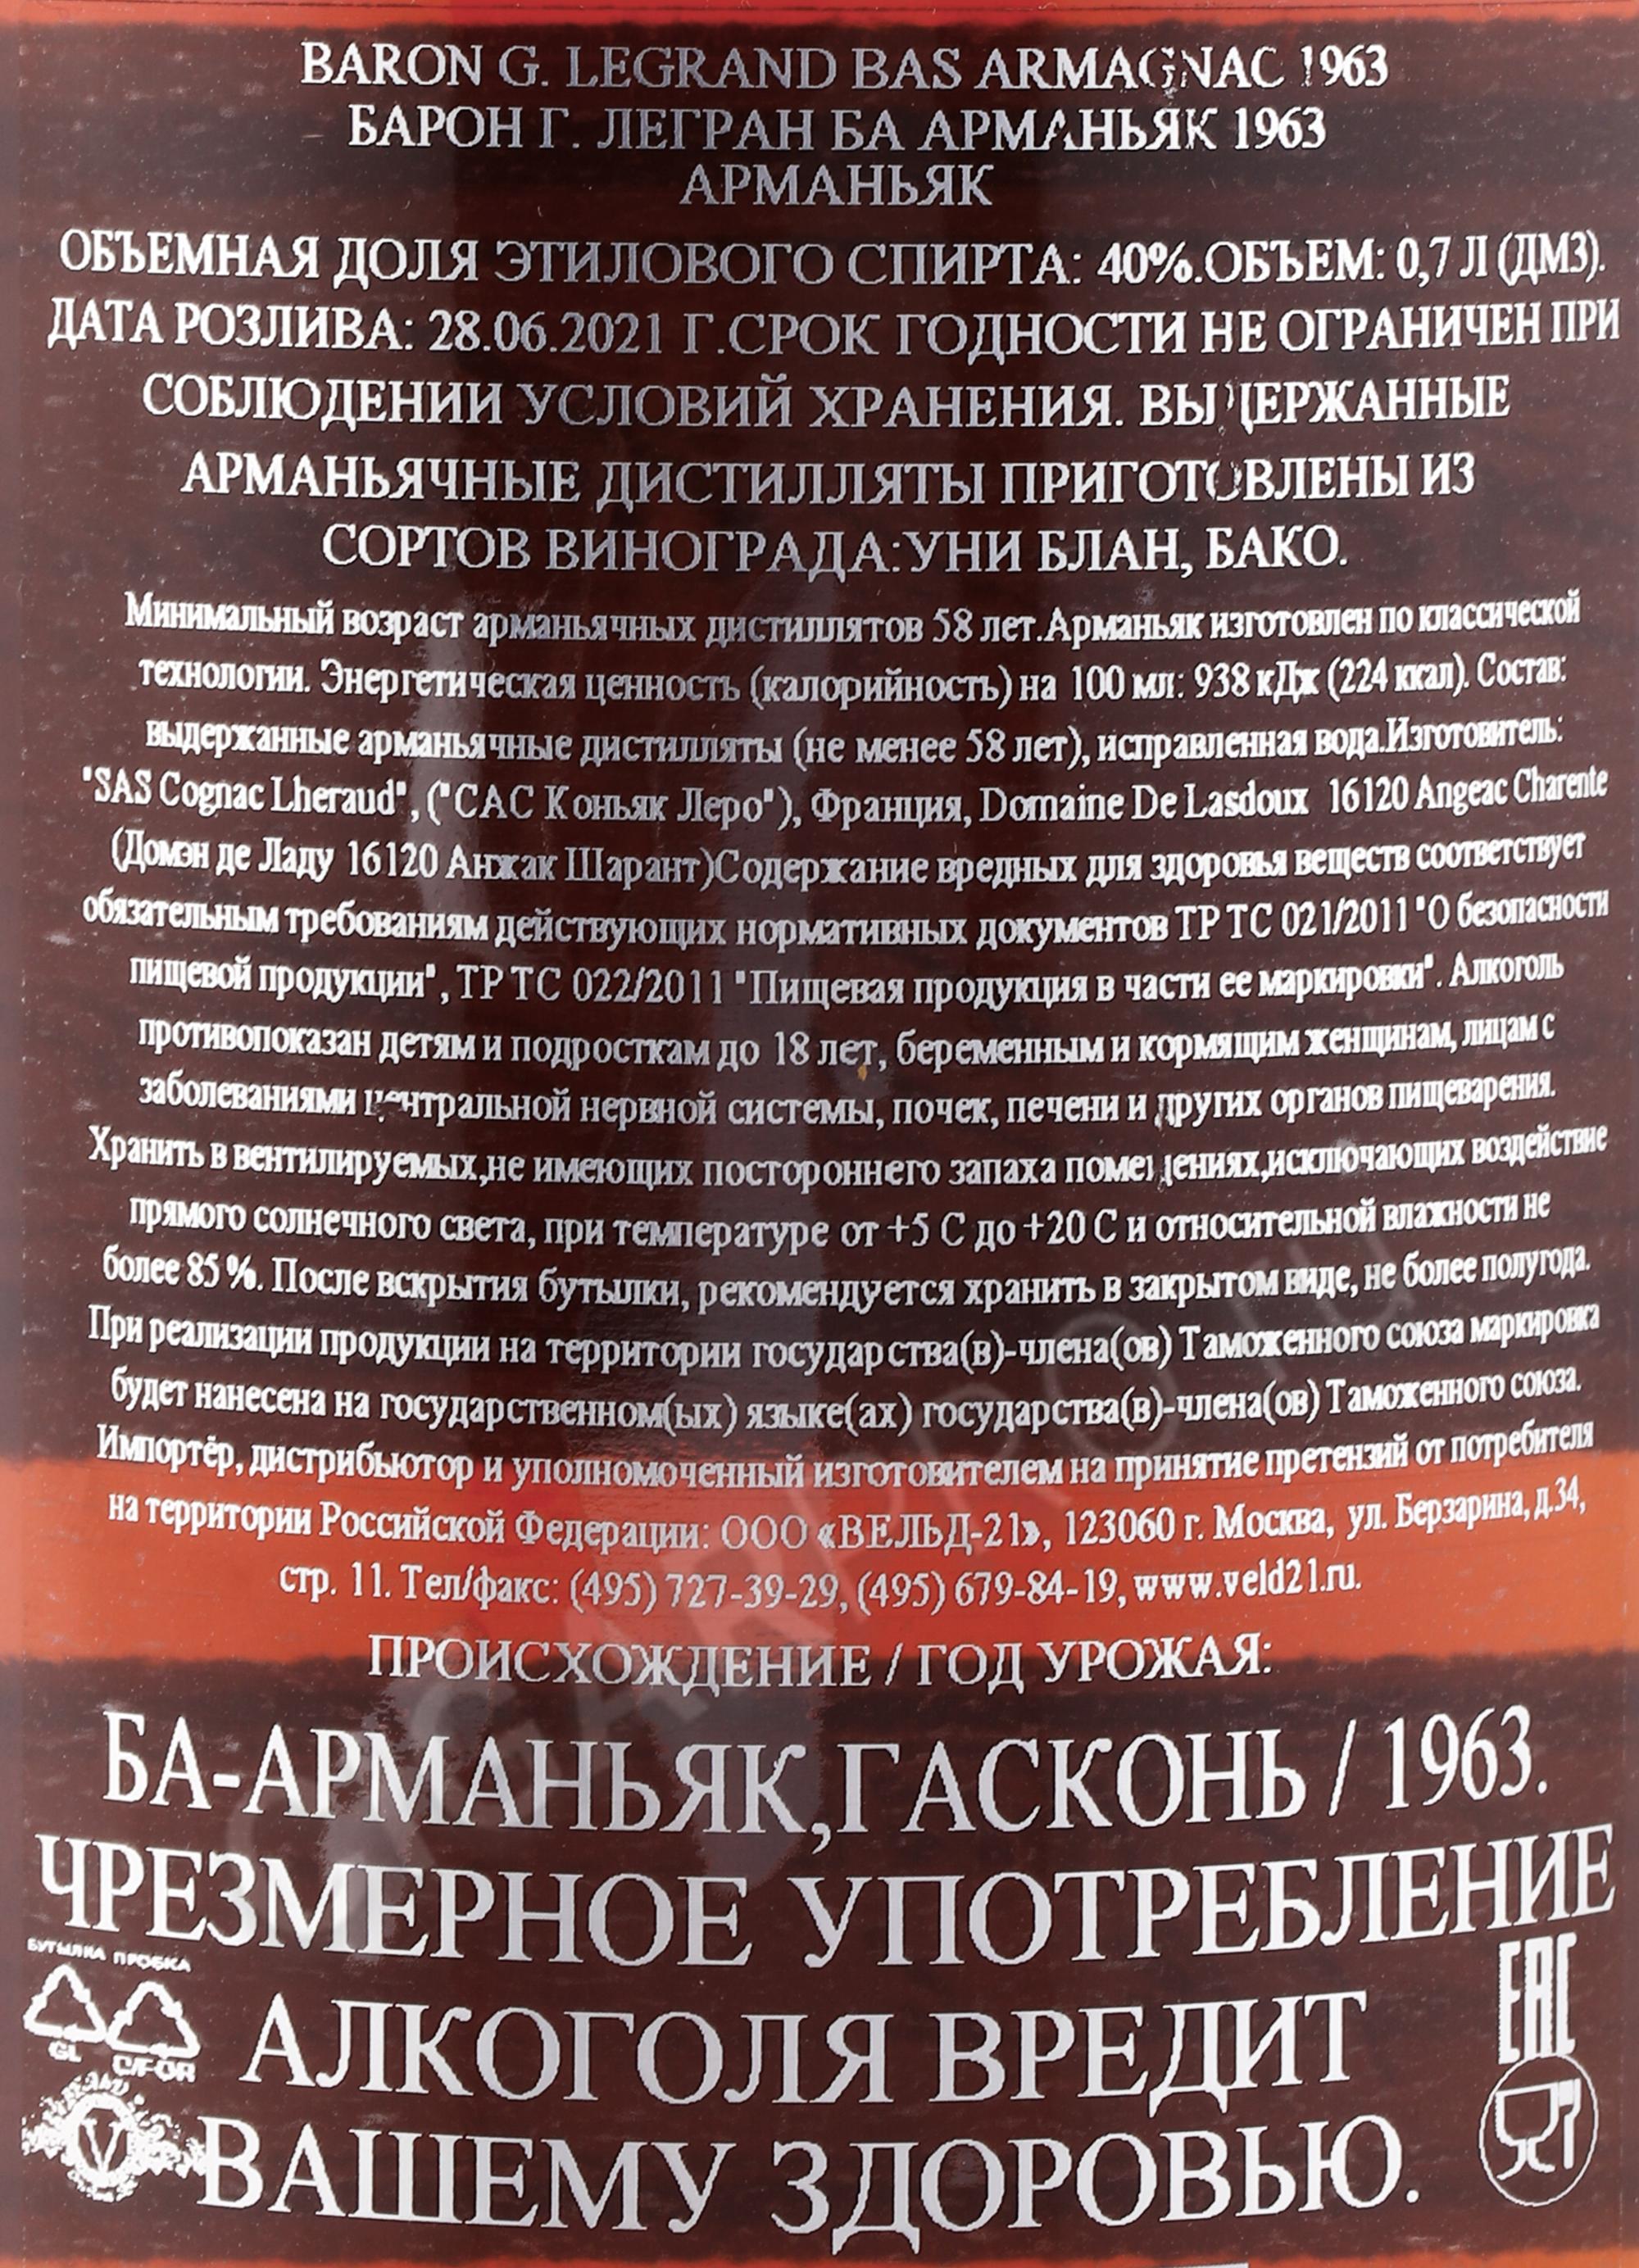 BARON G. LEGRAND BAS ARMAGNAC 1963
БАРОН Г. ЛЕГРАН БА АРМАНЬЯК 1963
АРМАНЬЯК
ОБЪЕМНАЯ ДОЛЯ ЭТИЛОВОГО СПИРТА: 40%.ОБЪЕМ: 0,7 Л (ДМ3).
ДАТА РОЗЛИВА: 28.06.2021 Г.СРОК ГОДНОСТИ НЕ ОГРАНИЧЕН ПРИ
СОБЛЮДЕНИИ УСЛОВИЙ ХРАНЕНИЯ. ВЫДЕРЖАННЫЕ
АРМАНЬЯЧНЫЕ ДИСТИЛЛЯТЫ ПРИГОТОВЛЕНЫ ИЗ
СОРТОВ ВИНОГРАДА:УНИ БЛАН, БАКО.
Минимальный возраст арманьячных дистиллятов 58 лет.Арманьяк изготовлен по классической
технологии. Энергетическая ценность (калорийность) на 100 мл: 938 кДж (224 ккал). Состав:
выдержанные арманьячные дистилляты (не менее 58 лет), исправленная вода.Изготовитель:
"SAS Cognac Lheraud", ("САС Коньяк Леро"), Франция, Domaine De Lasdoux 16120 Angeac Charente
(Домэн де Ладу 16120 Анжак Шарант)Содержание вредных для здоровья веществ соответствует
обязательным требованиям действующих нормативных документов ТР ТС 021/2011 "О безопасности
пищевой продукции", ТР ТС 022/2011 "Пищевая продукция в части ее маркировки". Алкоголь
противопоказан детям и подросткам до 18 лет, беременным и кормящим женщинам, лицам с
заболеваниями центральной нервной системы, почек, печени и других органов пищеварения.
Хранить в вентилируемых,не имеющих постороннего запаха помещениях,исключающих воздействие
прямого солнечного света, при температуре от +5 С до +20 С и относительной влажности не
более 85 %. После вскрытия бутылки, рекомендуется хранить в закрытом виде, не более полугода.
При реализации продукции на территории государства(в)-члена(ов) Таможенного союза маркировка
будет нанесена на государственном(ых) языке(ах) государства(в)-члена(ов) Таможенного союза.
Импортёр, дистрибьютор и уполномоченный изготовителем на принятие претензий от потребителя
на территории Российской Федерации: ООО «ВЕЛЬД-21», 123060 г. Москва, ул. Берзарина, д.34,
стр. 11. Тел/факс: (495) 727-39-29, (495) 679-84-19, www.veld21.ru.
ПРОИСХОЖДЕНИЕ / ГОД УРОЖАЯ:
БА-АРМАНЬЯК,ГАСКОНЬ / 1963.
ЧРЕЗМЕРНОЕ УПОТРЕБЛЕНИЕ
АЛКОГОЛЯ ВРЕДИТ
ВАШЕМУ ЗДОРОВЬЮ.
БУТЫЛКА ПРОБКА
GL C/FOR
V
EAC